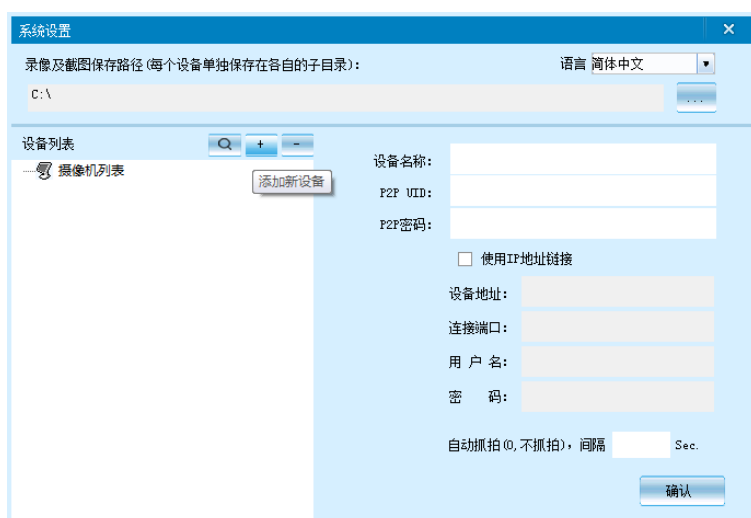 系统设置
录像及截图保存路径(每个设备单独保存在各自的子目录):
语言 简体中文
C:\
...
设备列表
+ -
摄像机列表
添加新设备
设备名称:
P2P UID:
P2P密码:
使用IP地址链接
设备地址:
连接端口:
用 户 名:
密 码:
自动抓拍(0,不抓拍), 间隔 Sec.
确认